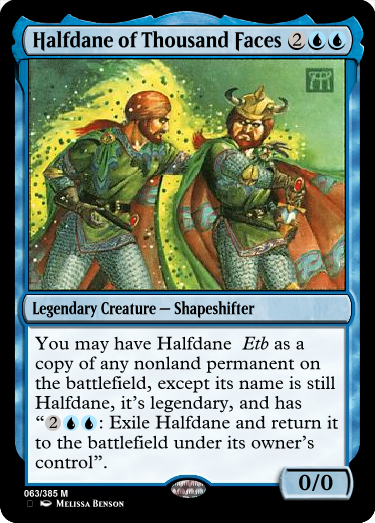 Halfdane of Thousand Faces 2UU
Legendary Creature — Shapeshifter
You may have Halfdane Etb as a
copy of any nonland permanent on
the battlefield, except its name is still
Halfdane, it's legendary, and has
“2UU: Exile Halfdane and return it
to the battlefield under its owner's
control”.
0/0
063/385 M
Melissa Benson